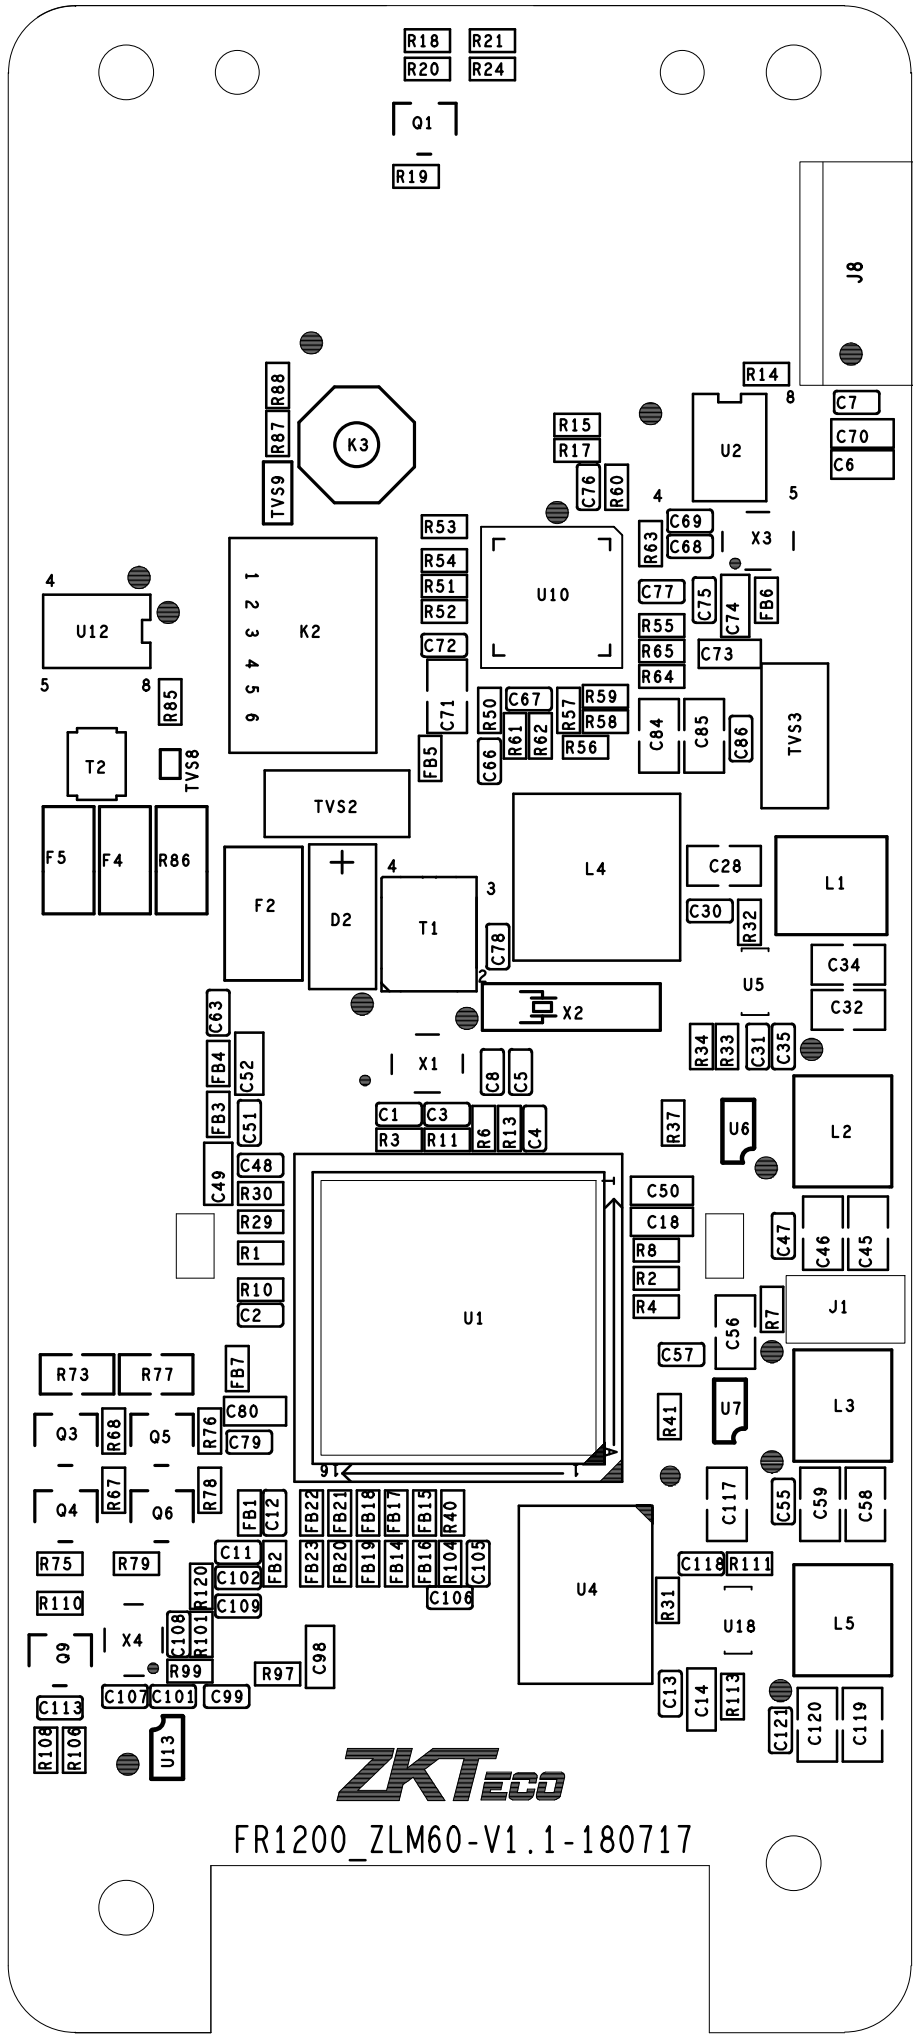 R18 R21
R20 R24
Q1
R19
J8
R14
R88
8
C7
R87
K3
R15
C70
R17
U2
C6
TVS9
C76
R60
4
5
R53
C69
X3
R63
C68
R54
4
1
R51
U10
C77
C75
C74
FB6
2
R52
U12
3
K2
R55
C72
R65
C73
4
R64
5
8
R85
5
C71
R50
C67
R57
R59
6
R58
C84
C85
C86
TVS3
R61
R62
R56
FB5
C66
T2
TVS8
TVS2
F5
F4
R86
4
L4
C28
L1
F2
+
3
D2
T1
C30
R32
C78
C34
2
U5
C63
X2
C32
FB4
C52
X1
C8
C5
R34
R33
C31
C35
FB3
C51
C1
C3
R6
R13
C4
R37
U6
L2
R3
R11
C48
C49
R30
T
C50
R29
C18
R1
R8
C47
C46
C45
R10
R2
C2
U1
R4
R7
J1
C56
FB7
C57
R73
R77
C80
R41
U7
L3
Q3
R68
Q5
R76
C79
A
16
1
R67
R78
Q4
Q6
FB1
C12
FB22
FB21
FB18
FB17
FB15
R40
C117
C55
C59
C58
R75
R79
C11
FB2
FB23
FB20
FB19
FB14
FB16
R104
C105
C118
R111
R120
C102
U4
R31
R110
C109
C106
U18
L5
Q9
X4
C108
R101
R99
R97
C98
C113
C107
C101
C99
C13
C14
R113
C121
C120
C119
R108
R106
U13
ZKTECO
FR1200_ZLM60-V1.1-180717